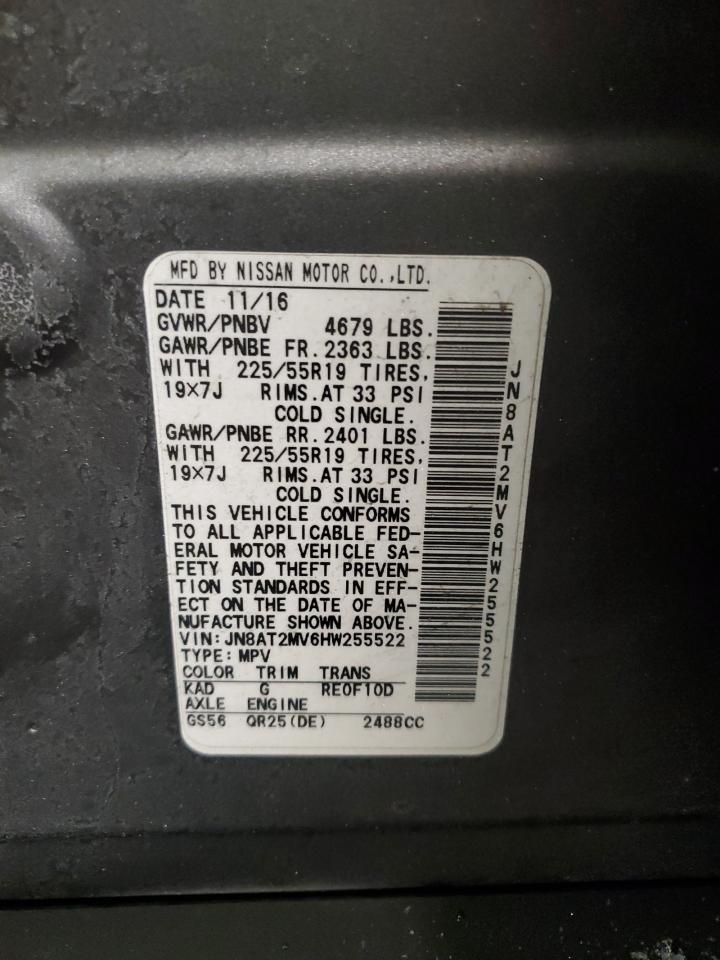 MFD BY NISSAN MOTOR CO.,LTD.
DATE 11/16
GVWR/PNBV 4679 LBS.
GAWR/PNBE FR. 2363 LBS.
WITH 225/55R19 TIRES,
19×7J RIMS.AT 33 PSI
COLD SINGLE.
GAWR/PNBE RR. 2401 LBS.
WITH 225/55R19 TIRES,
19×7J RIMS.AT 33 PSI
COLD SINGLE.
THIS VEHICLE CONFORMS
TO ALL APPLICABLE FED-
ERAL MOTOR VEHICLE SA-
FETY AND THEFT PREVEN-
TION STANDARDS IN EFF-
ECT ON THE DATE OF MA-
NUFACTURE SHOWN ABOVE.
VIN:JN8AT2MV6HW255522
TYPE:MPV
COLOR TRIM TRANS
KAD G RE0F10D
AXLE ENGINE
GS56 QR25(DE) 2488CC
JN8AT2MV6HW255522